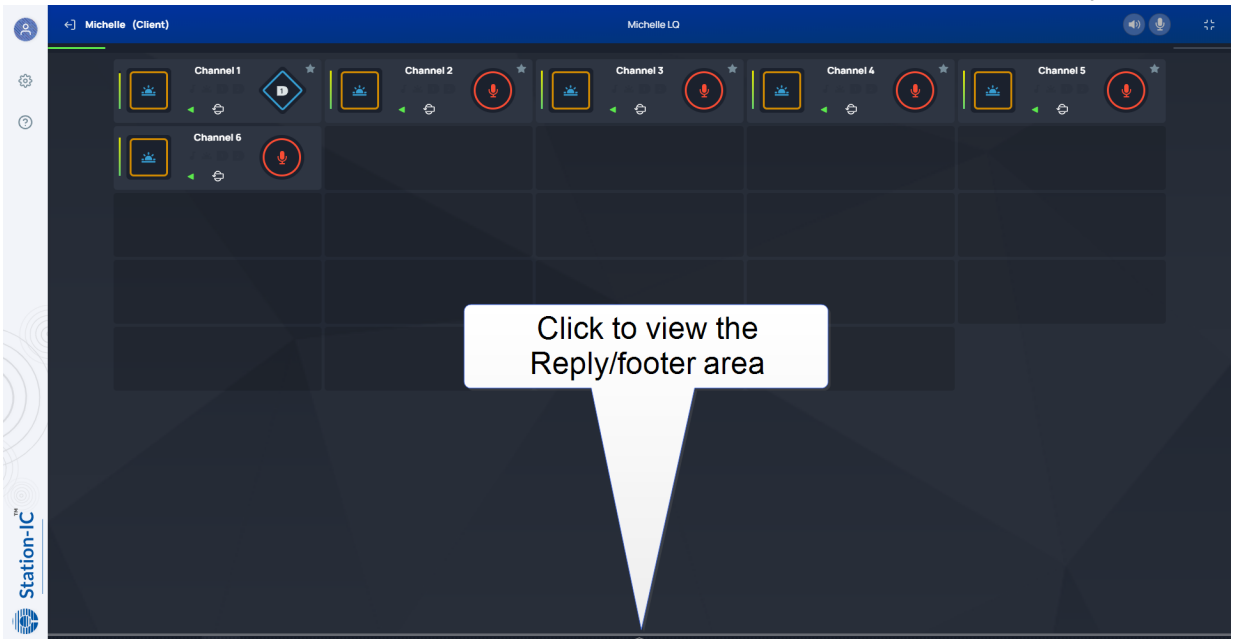 Michelle (Client)
Michelle LQ
Channel 1
Channel 2
Channel 3
Channel 4
Channel 5
Channel 6
Click to view the
Reply/footer area
Station-IC™